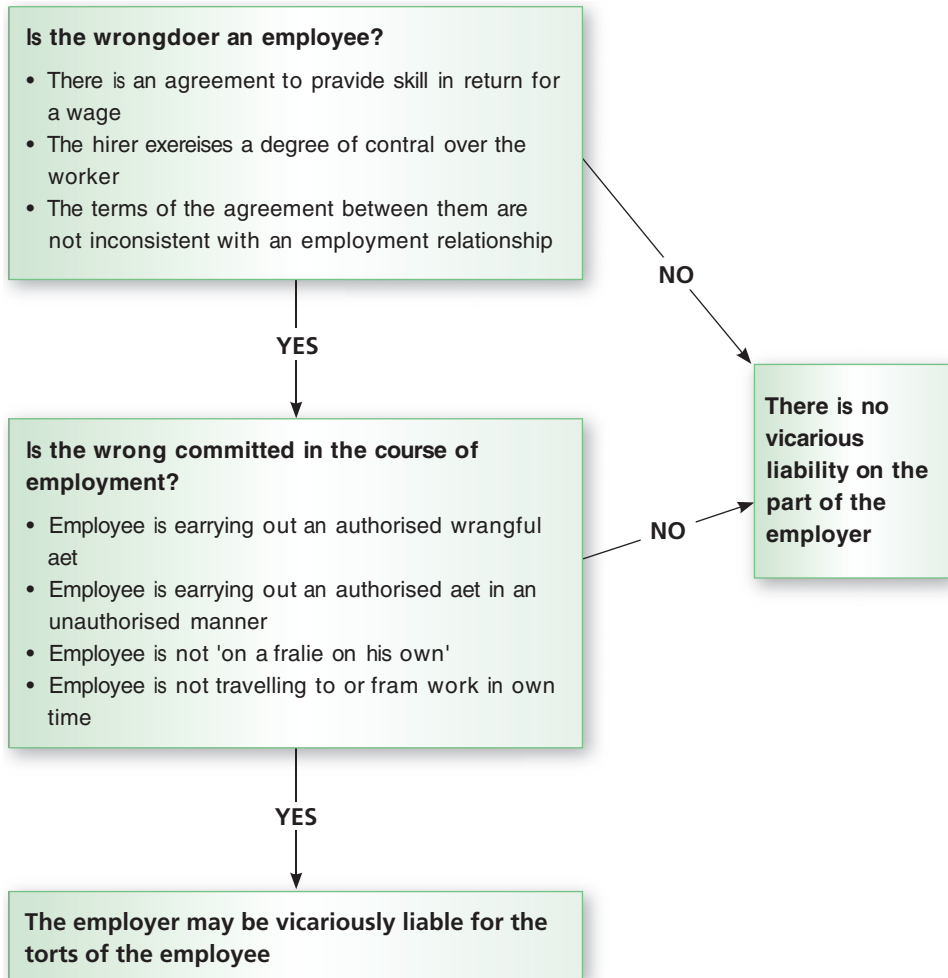 Is the wrongdoer an employee?
• There is an agreement to pravide skill in return for
a wage
• The hirer exereises a degree of contral over the
worker
• The terms of the agreement between them are
not inconsistent with an employment relationship
NO
YES
There is no
vicarious
liability on the
part of the
employer
Is the wrong committed in the course of
employment?
• Employee is earrying out an authorised wrangful
aet
• Employee is earrying out an authorised aet in an
unauthorised manner
• Employee is not 'on a fralie on his own'
• Employee is not travelling to or fram work in own
time
NO
YES
The employer may be vicariously liable for the
torts of the employee